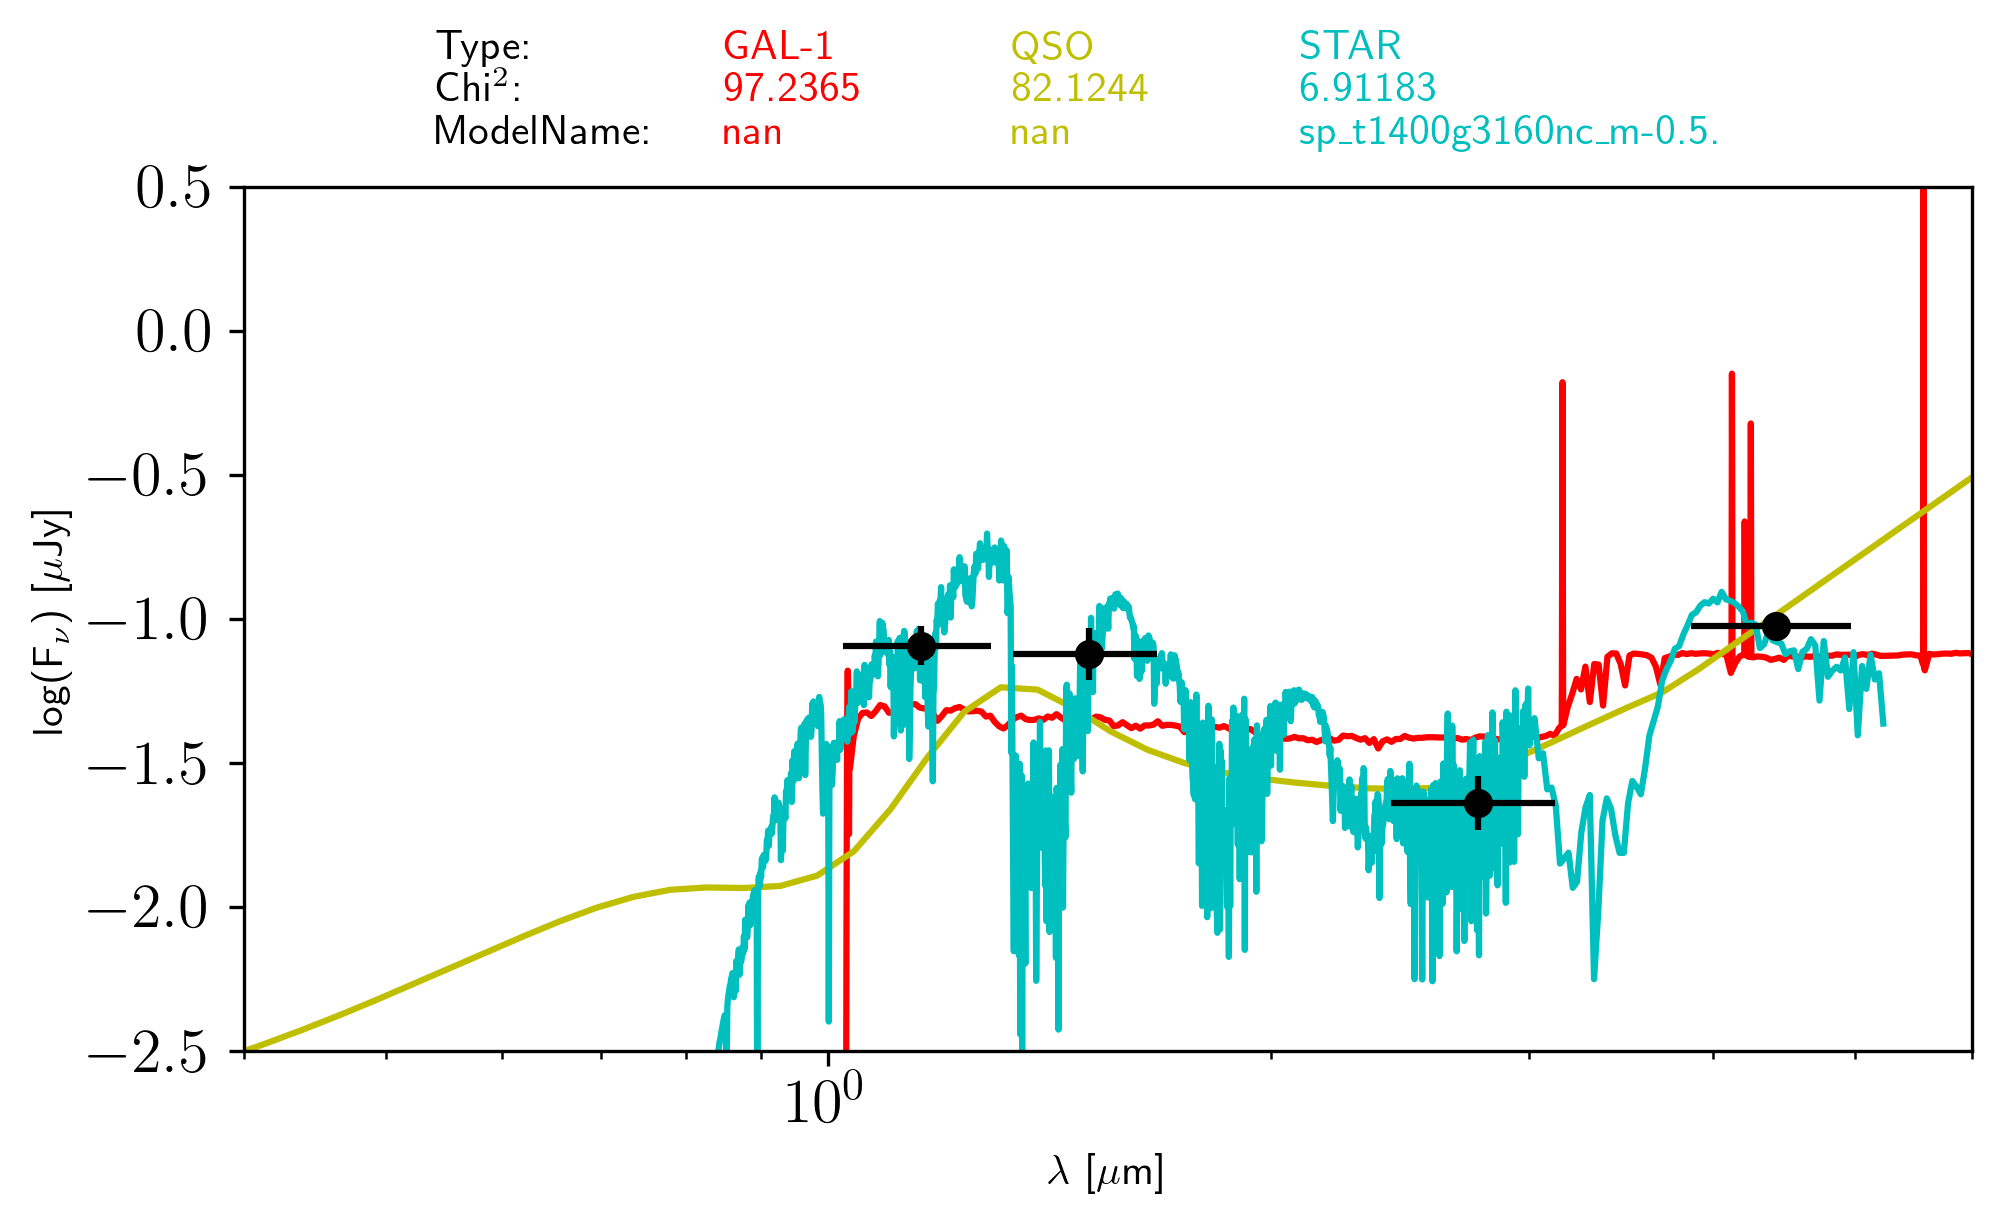 Type: GAL-1 QSO STAR
Chi²: 97.2365 82.1244 6.91183
ModelName: nan nan sp_t1400g3160nc_m-0.5.
0.5
0.0
−0.5
−1.0
−1.5
−2.0
−2.5
log(Fν) [μJy]
10⁰
λ [μm]